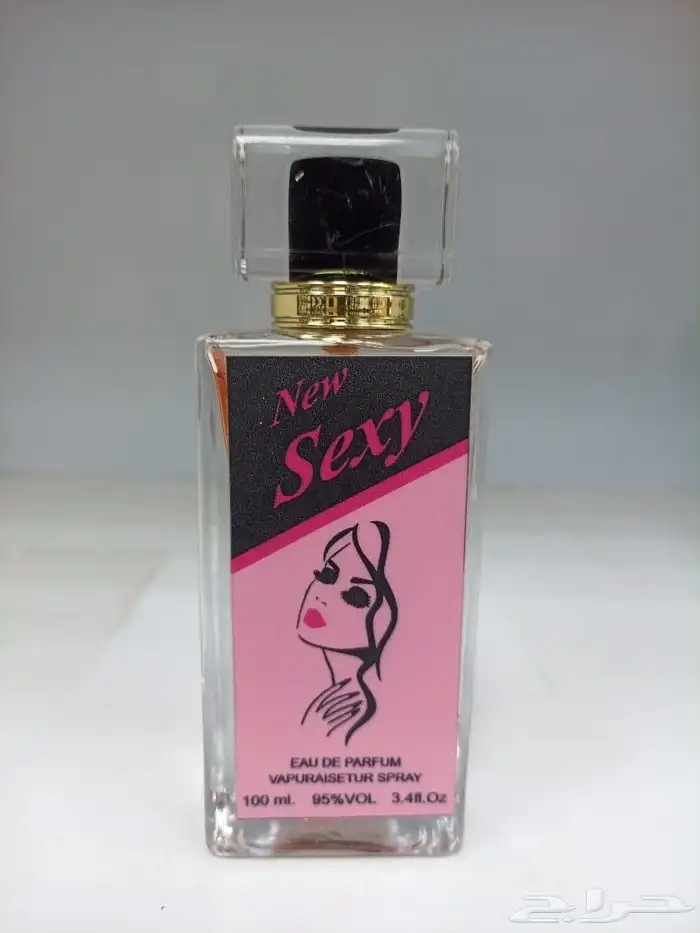 New
Sexy
EAU DE PARFUM
VAPURAISETUR SPRAY
100 ml. 95%VOL 3.4fl.Oz
حراج